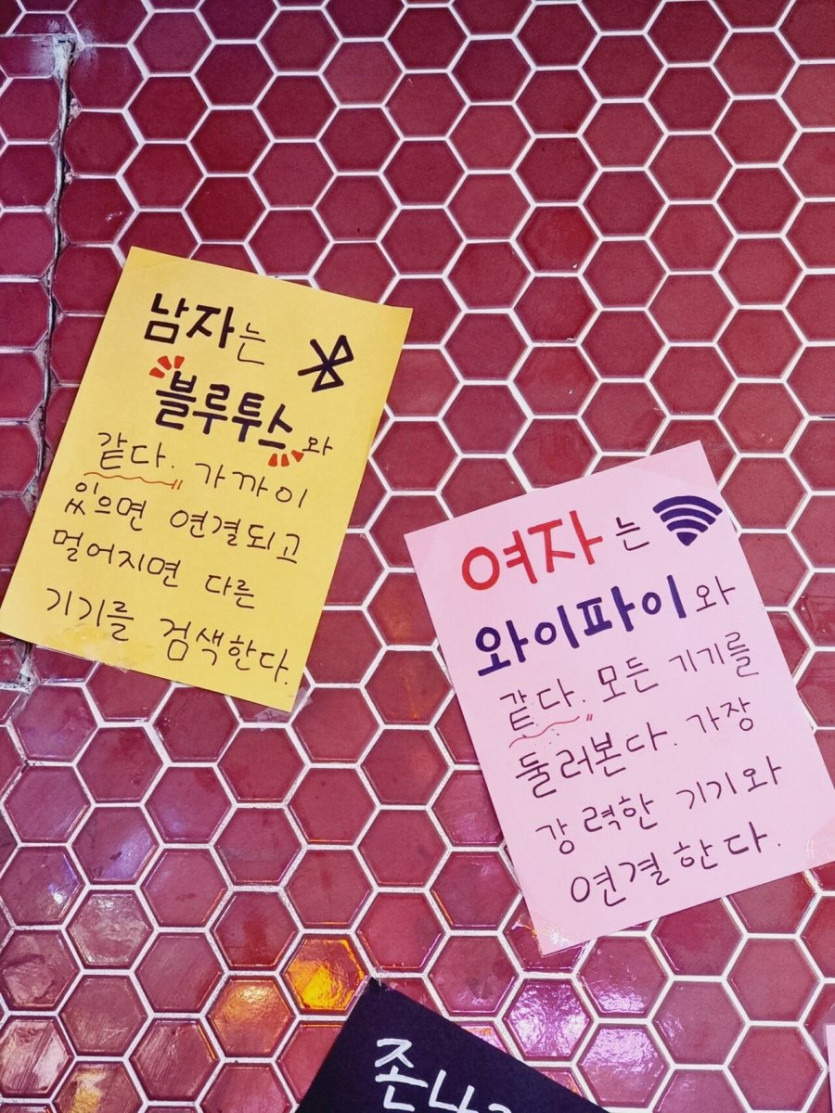 남자는
블루투스와
같다. 가까이
있으면 연결되고
멀어지면 다른
기기를 검색한다.
여자는
와이파이와
같다. 모든 기기를
둘러본다. 가장
강력한 기기와
연결한다.